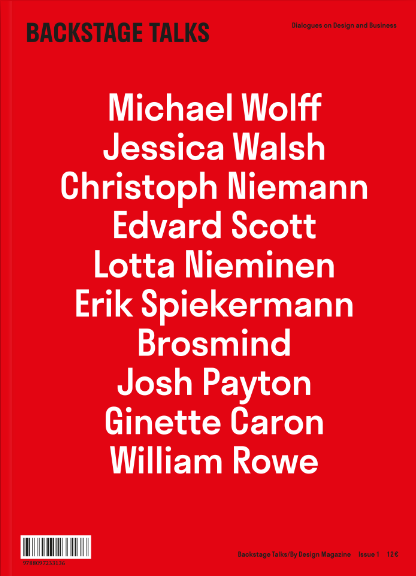 BACKSTAGE TALKS
Dialogues on Design and Business
Michael Wolff
Jessica Walsh
Christoph Niemann
Edvard Scott
Lotta Nieminen
Erik Spiekermann
Brosmind
Josh Payton
Ginette Caron
William Rowe
Backstage Talks/By Design Magazine Issue 1 12 €